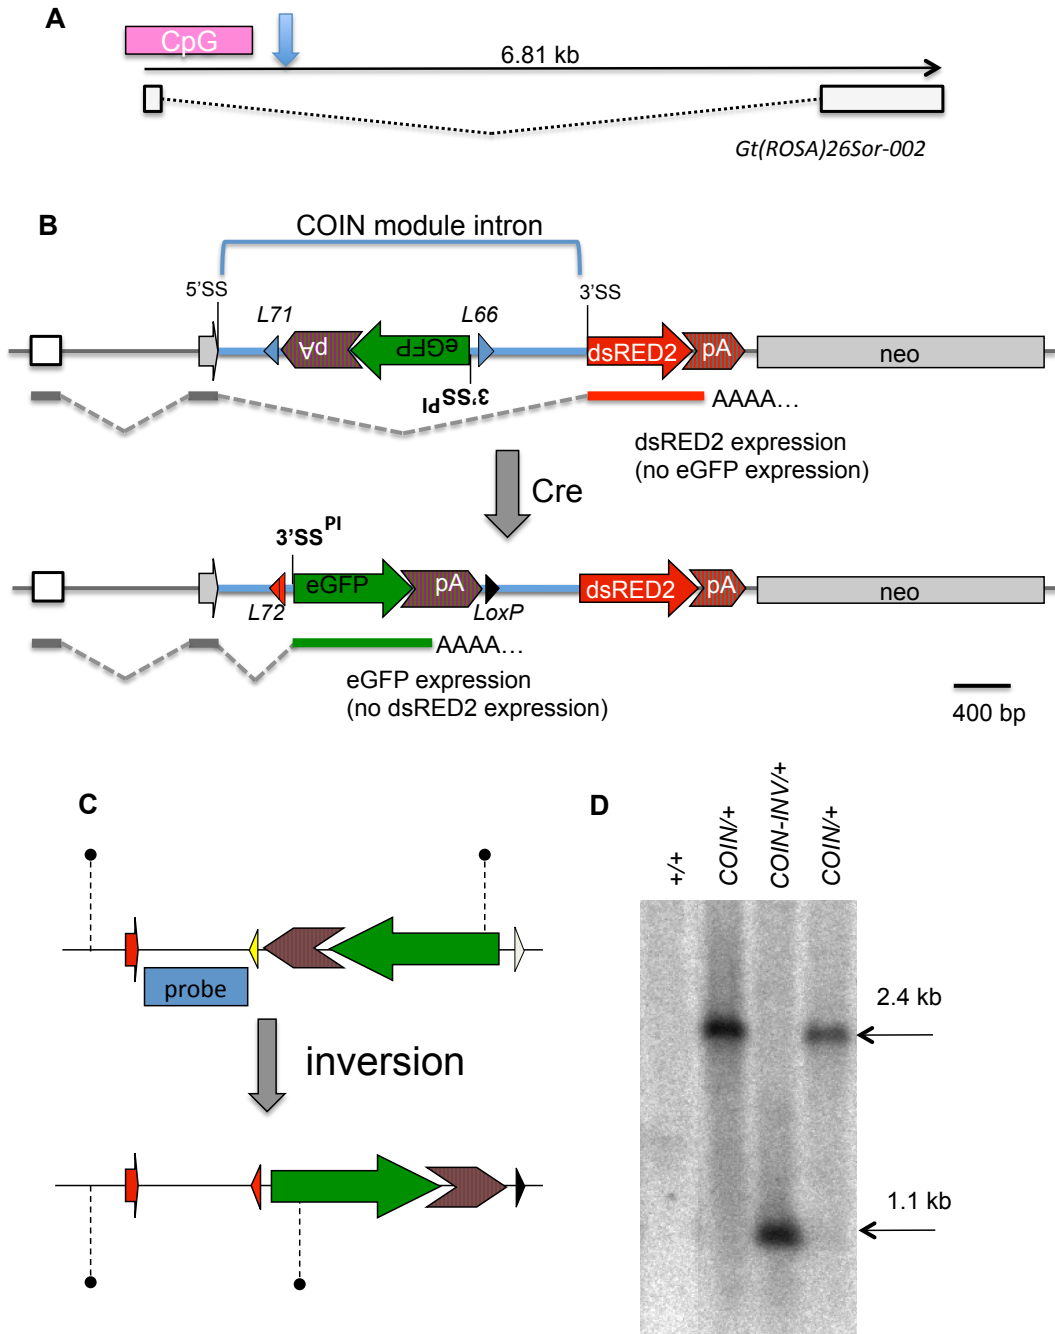 A
CpG
6.81 kb
Gt(ROSA)26Sor-002
B
COIN module intron
5'SS
3'SS
L71
L66
pA
eGFP
dsRED2
pA
neo
3'SSPI
AAAA...
dsRED2 expression
(no eGFP expression)
Cre
3'SSPI
eGFP
pA
dsRED2
pA
neo
L72
LoxP
AAAA...
eGFP expression
(no dsRED2 expression)
400 bp
C
D
+/+
COIN/+
COIN-INV/+
COIN/+
probe
2.4 kb
inversion
1.1 kb